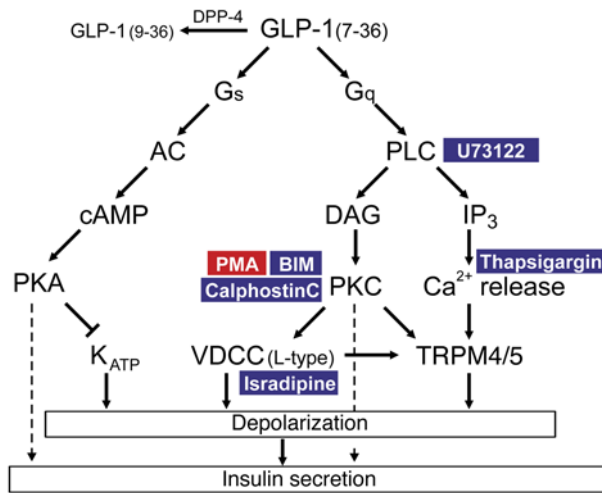 DPP-4
GLP-1(9-36) GLP-1(7-36)
Gs Gq
AC PLC U73122
cAMP DAG IP3
PMA BIM Thapsigargin
CalphostinC
PKA PKC Ca2+ release
KATP VDCC(L-type) TRPM4/5
Isradipine
Depolarization
Insulin secretion